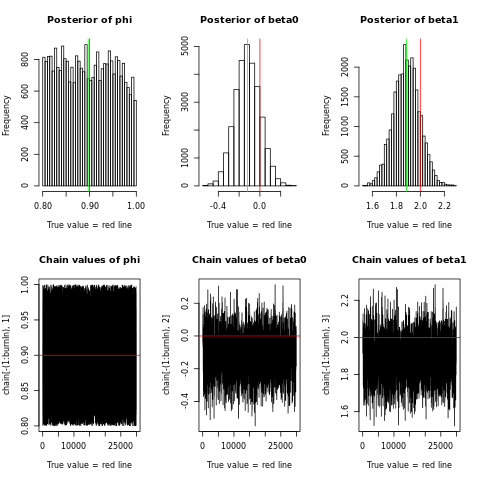 Posterior of phi
Posterior of beta0
Posterior of beta1
Frequency
0
200
400
600
800
0.80
0.90
1.00
True value = red line
Frequency
0
1000
3000
5000
-0.4
0.0
True value = red line
Frequency
0
500
1000
1500
2000
1.6
1.8
2.0
2.2
True value = red line
Chain values of phi
Chain values of beta0
Chain values of beta1
chain[-(1:burnIn), 1]
0.80
0.85
0.90
0.95
1.00
0
10000
25000
True value = red line
chain[-(1:burnIn), 2]
-0.4
-0.2
0.0
0.2
0
10000
25000
True value = red line
chain[-(1:burnIn), 3]
1.6
1.8
2.0
2.2
0
10000
25000
True value = red line